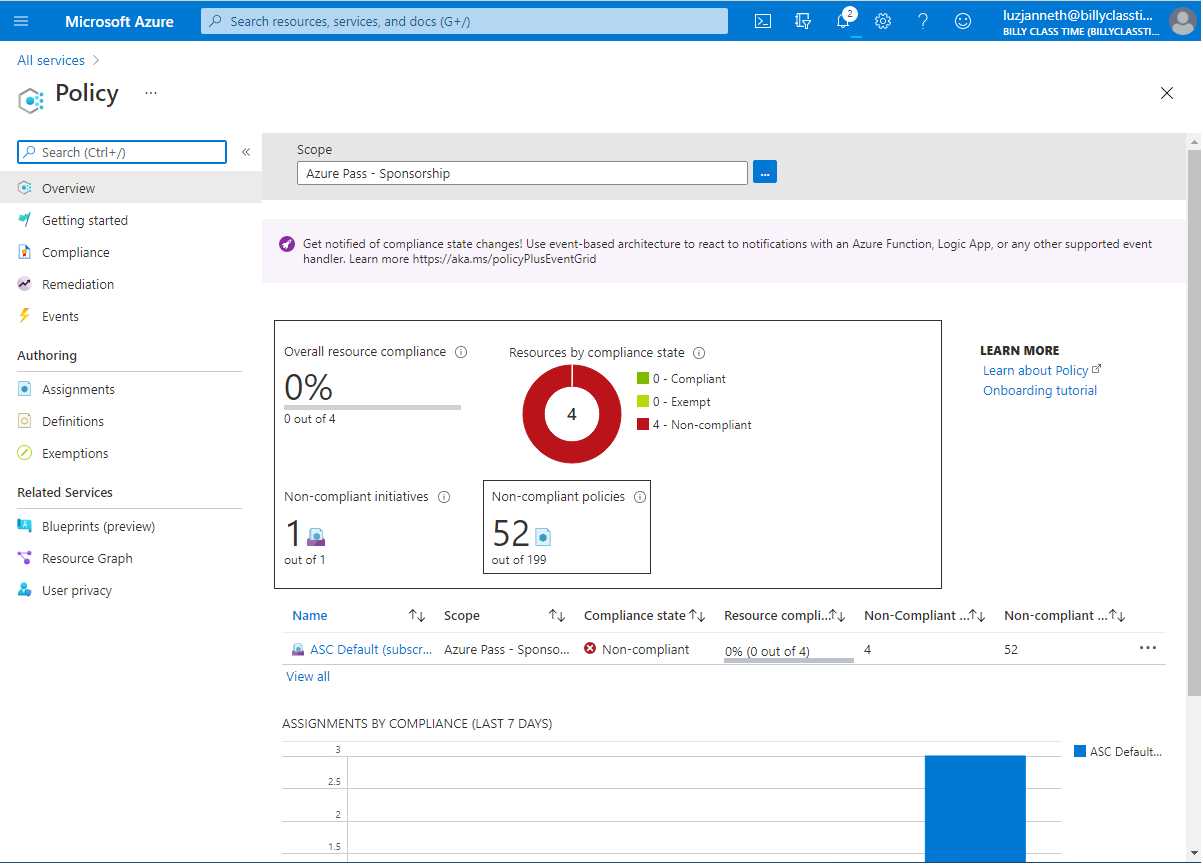 Microsoft Azure
Search resources, services, and docs (G+/)
2
luzjanneth@billyclassti...
BILLY CLASS TIME (BILLYCLASSTI...
All services
Policy
...
Search (Ctrl+/)
«
Overview
Getting started
Compliance
Remediation
Events
Authoring
Assignments
Definitions
Exemptions
Related Services
Blueprints (preview)
Resource Graph
User privacy
Scope
Azure Pass - Sponsorship
...
Get notified of compliance state changes! Use event-based architecture to react to notifications with an Azure Function, Logic App, or any other supported event
handler. Learn more https://aka.ms/policyPlusEventGrid
Overall resource compliance
0%
0 out of 4
Resources by compliance state
4
0 - Compliant
0 - Exempt
4 - Non-compliant
Non-compliant initiatives
1
out of 1
Non-compliant policies
52
out of 199
LEARN MORE
Learn about Policy
Onboarding tutorial
Name Scope Compliance state Resource compli... Non-Compliant ... Non-compliant ...
ASC Default (subscr... Azure Pass - Sponso... Non-compliant 0% (0 out of 4) 4 52 ...
View all
ASSIGNMENTS BY COMPLIANCE (LAST 7 DAYS)
3
2.5
2
1.5
ASC Default...